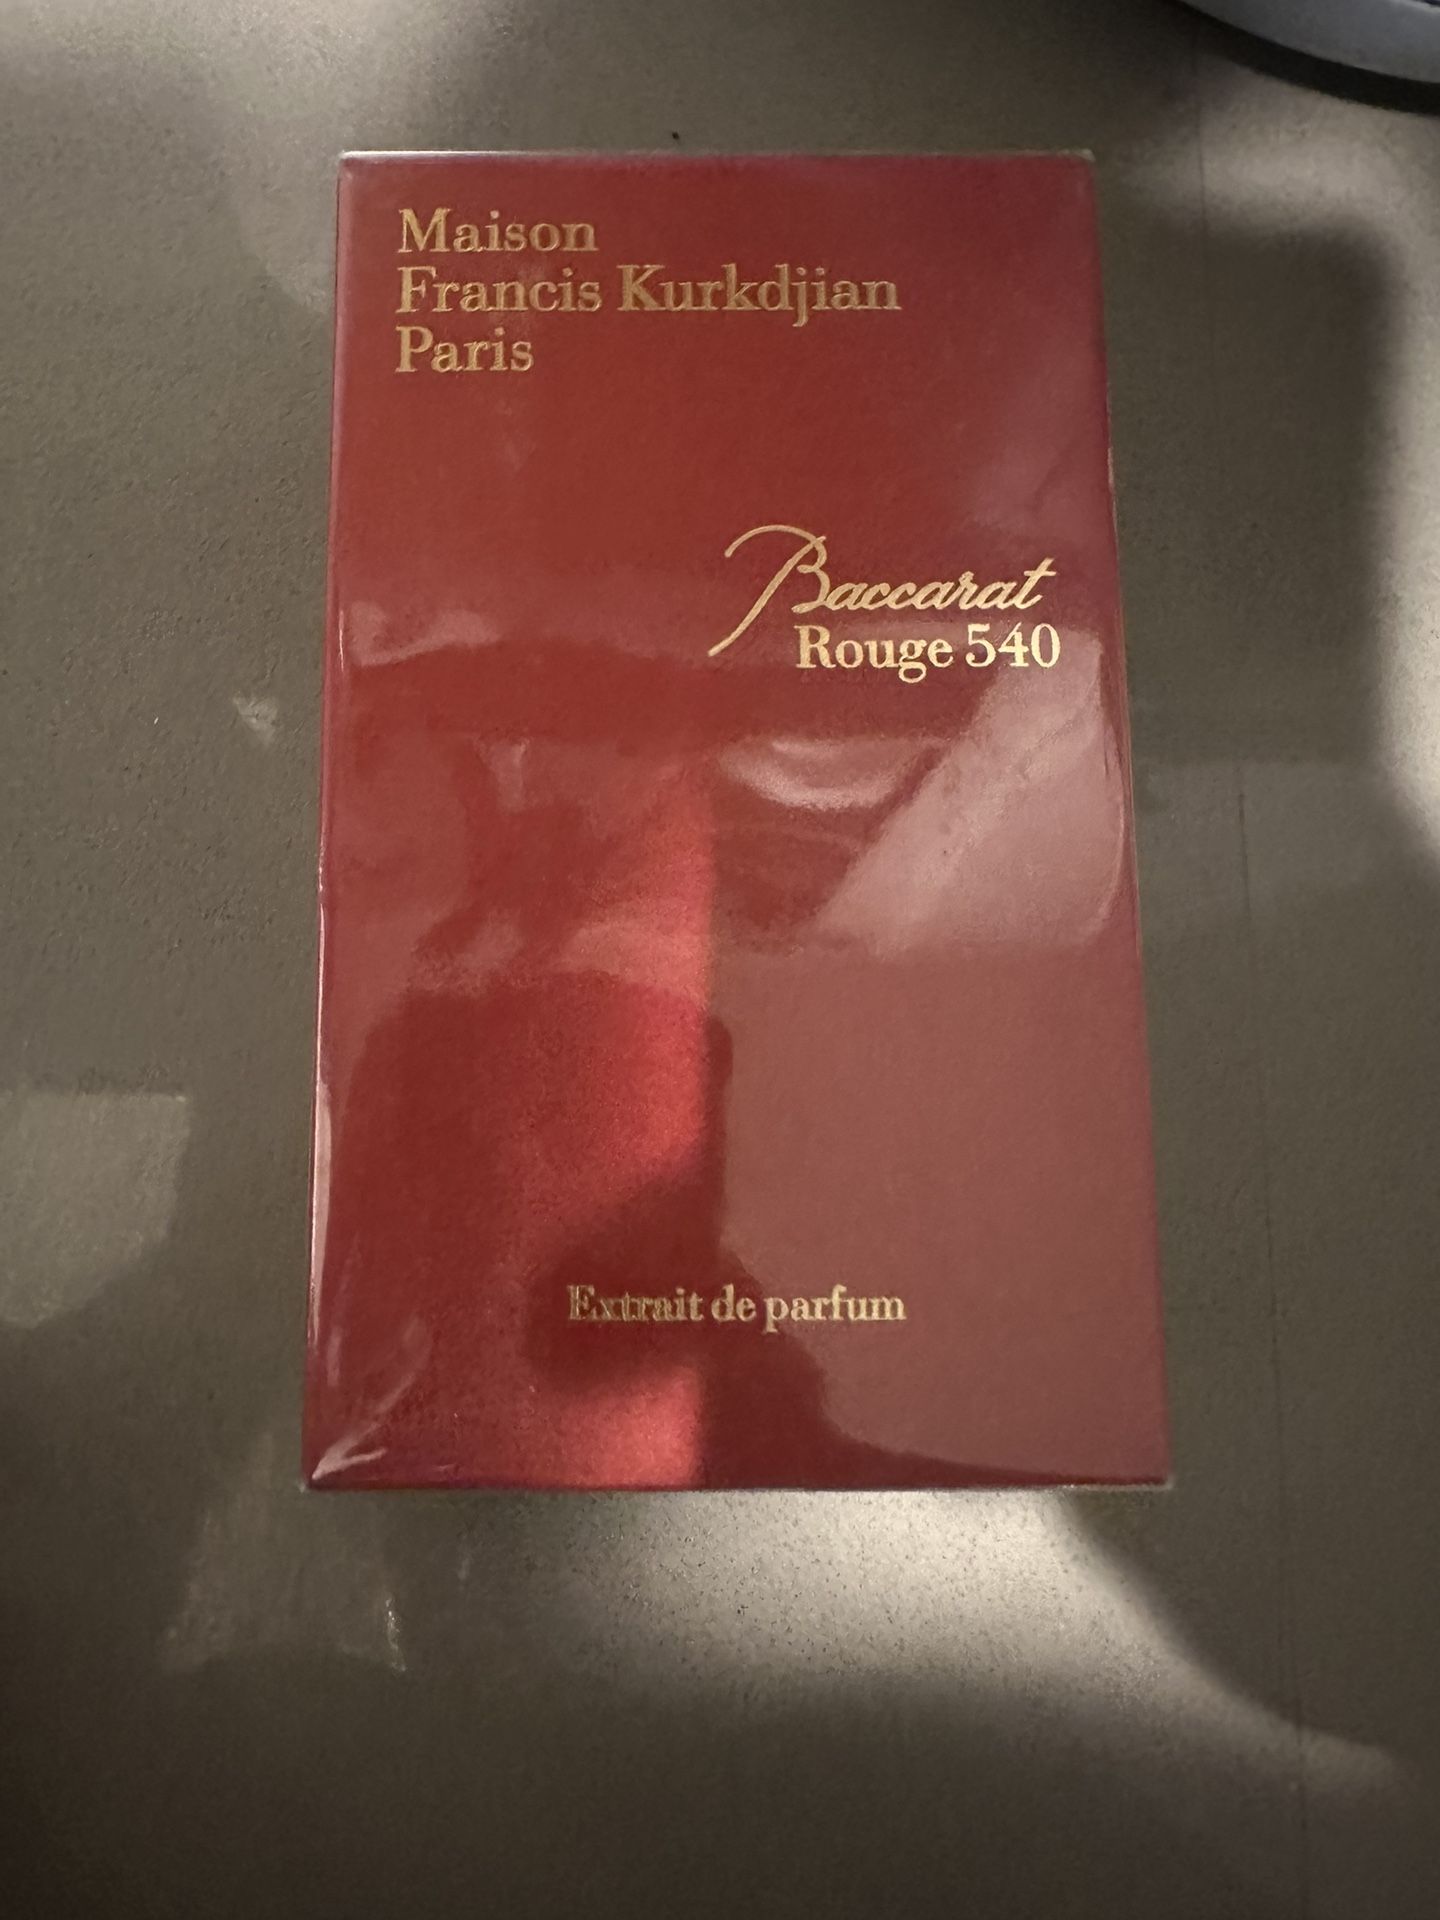 Maison
Francis Kurkdjian
Paris
Baccarat
Rouge 540
Extrait de parfum